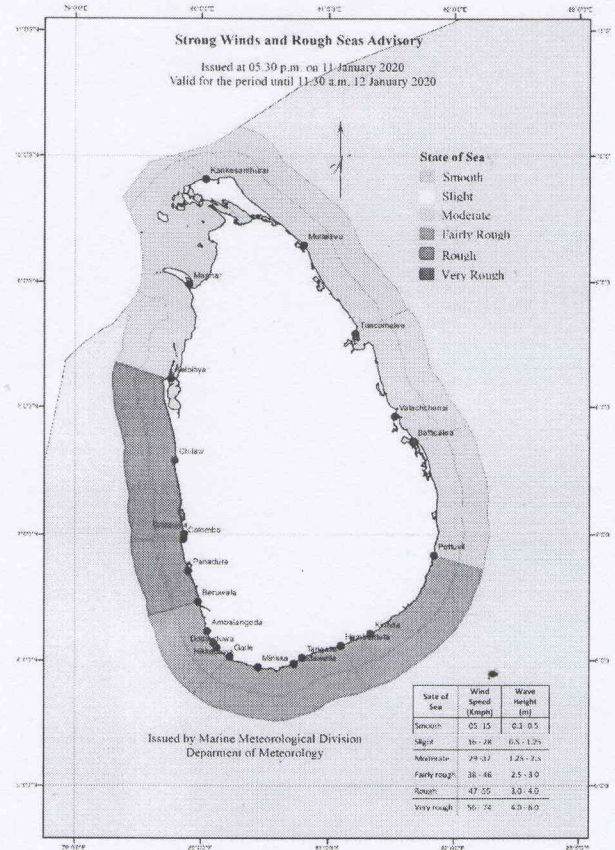 Strong Winds and Rough Seas Advisory
Issued at 05.30 p.m. on 11 January 2020
Valid for the period until 11.30 a.m. 12 January 2020
State of Sea
Smooth
Slight
Moderate
Fairly Rough
Rough
Very Rough
Kankesanthurai
Mullaitivu
Mannar
Trincomalee
Kalpitiya
Valachchenai
Batticaloa
Chilaw
Colombo
Pottuvil
Panadura
Beruwala
Ambalangoda
Galle
Mirissa
Kirinda
Issued by Marine Meteorological Division
Deparment of Meteorology
Sate of Sea
Wind Speed (Kmph)
Wave Height (m)
Smooth 05-15 0.1-0.5
Slight 16-28 0.5-1.25
Moderate 29-37 1.25-2.5
Fairly rough 38-46 2.5-3.0
Rough 47-55 3.0-4.0
Very rough 56-74 4.0-6.0